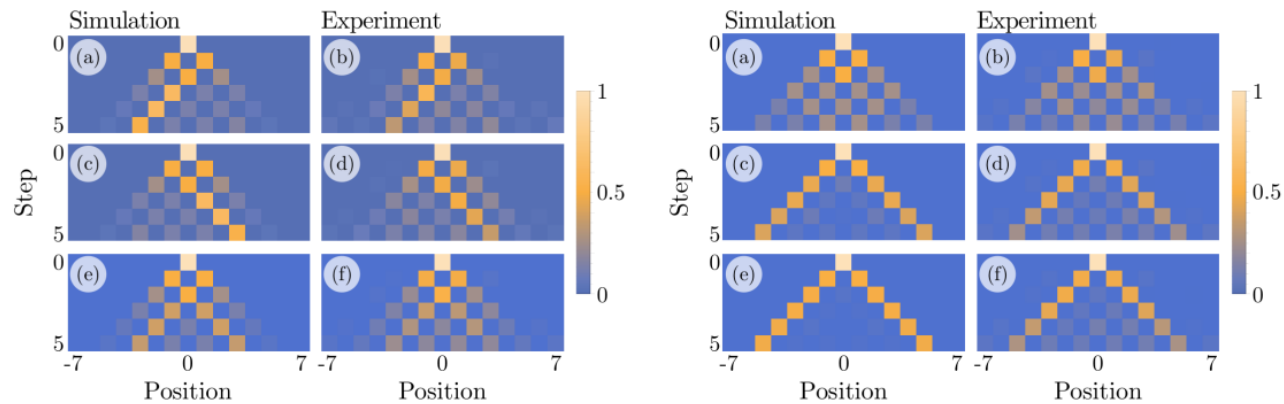 Simulation Experiment
0 (a) (b)
5 1
(c) (d)
0
Step 0.5
5
(e) (f)
0
5 0
-7 0 7 0 7
Position Position
Simulation Experiment
0 (a) (b)
5 1
(c) (d)
0
Step 0.5
5
(e) (f)
0
5 0
-7 0 7 0 7
Position Position